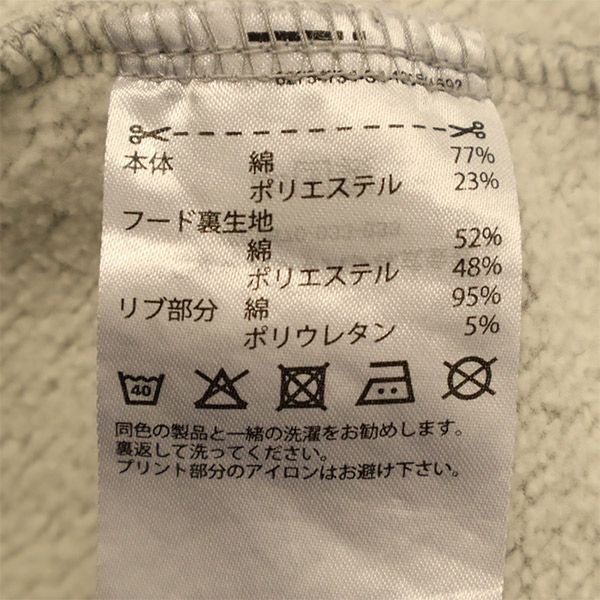 本体 綿 77%
ポリエステル 23%
フード裏生地
綿 52%
ポリエステル 48%
リブ部分 綿 95%
ポリウレタン 5%
40
同色の製品と一緒の洗濯をお勧めします。
裏返して洗ってください。
プリント部分のアイロンはお避け下さい。